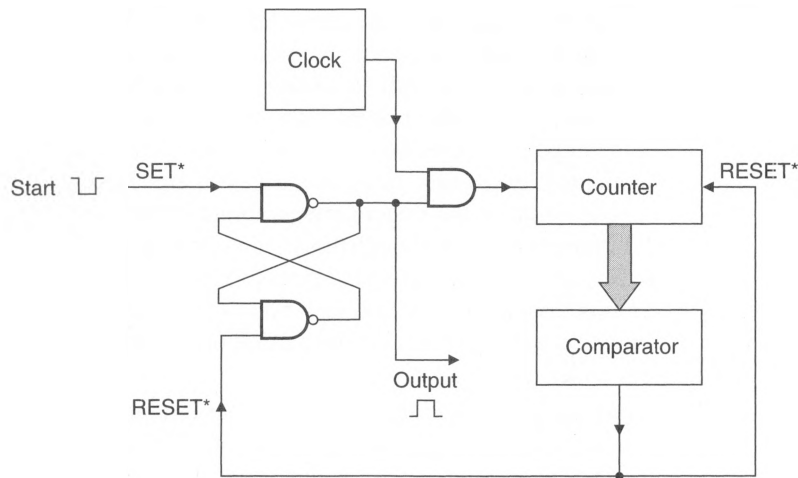 Clock
SET*
Start
Counter
RESET*
Comparator
Output
RESET*